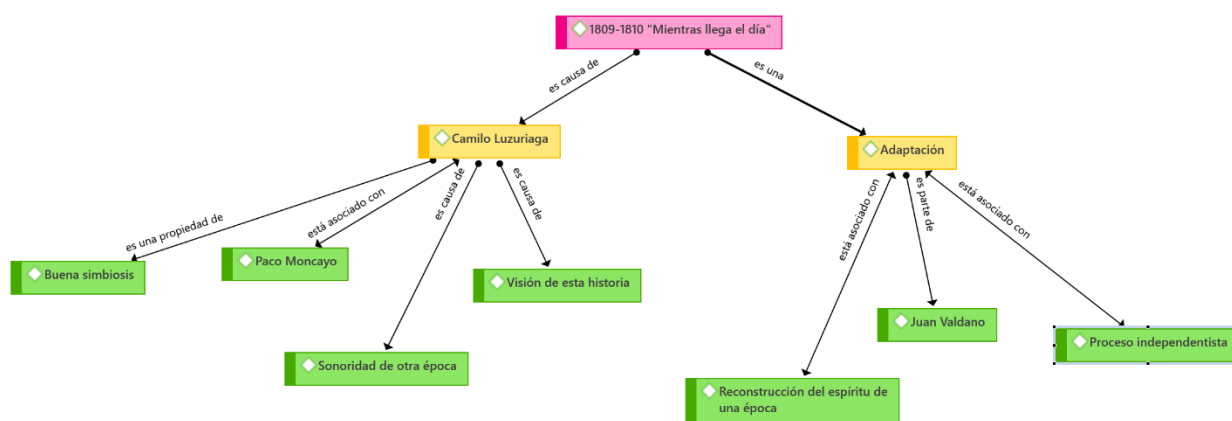 1809-1810 "Mientras llega el día"
es causa de
es una
Camilo Luzuriaga
Adaptación
es una propiedad de
está asociado con
es causa de
es causa de
está asociado con
es parte de
está asociado con
Buena simbiosis
Paco Moncayo
Visión de esta historia
Sonoridad de otra época
Juan Valdano
Proceso independentista
Reconstrucción del espíritu de
una época